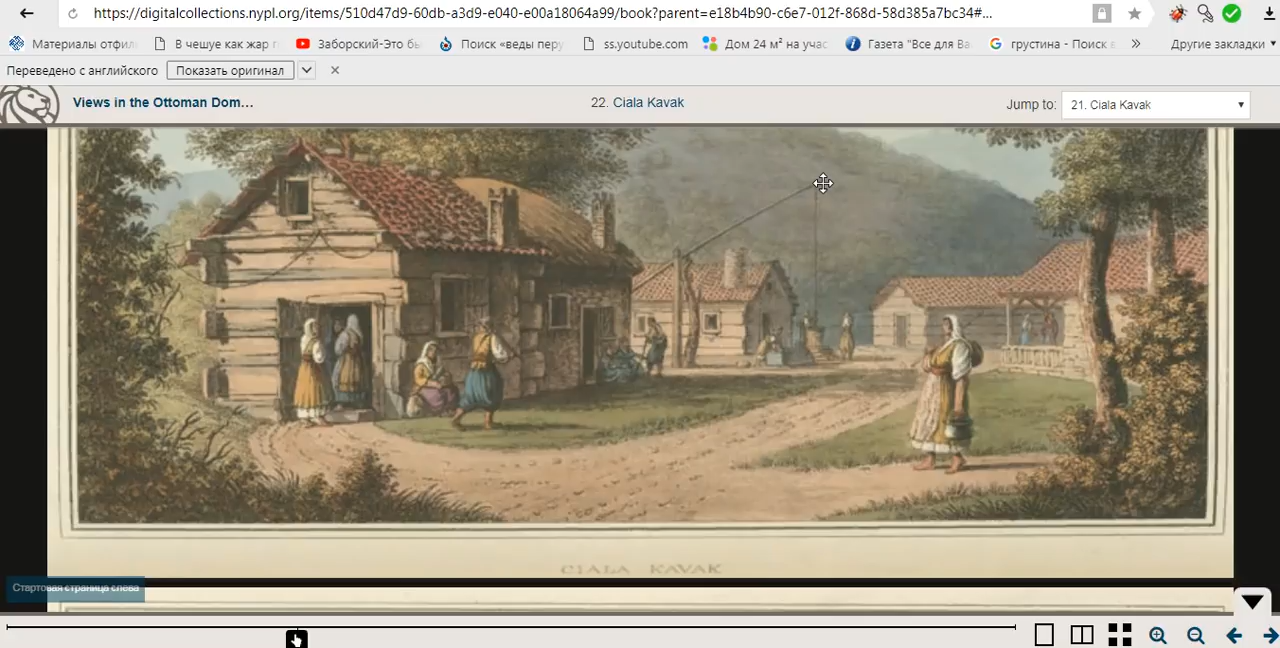 https://digitalcollections.nypl.org/items/510d47d9-60db-a3d9-e040-e00a18064a99/book?parent=e18b4b90-c6e7-012f-868d-58d385a7bc34#...
Материалы отфил
В чешуе как жар г
Заборский-Это бы
Поиск «веды перу
ss.youtube.com
Дом 24 м² на учас
Газета "Все для Ва
грустина - Поиск в
»
Другие закладки
Переведено с английского
Показать оригинал
Views in the Ottoman Dom...
22. Ciala Kavak
Jump to:
21. Ciala Kavak
CIALA KAVAK
Стартовая страница слева